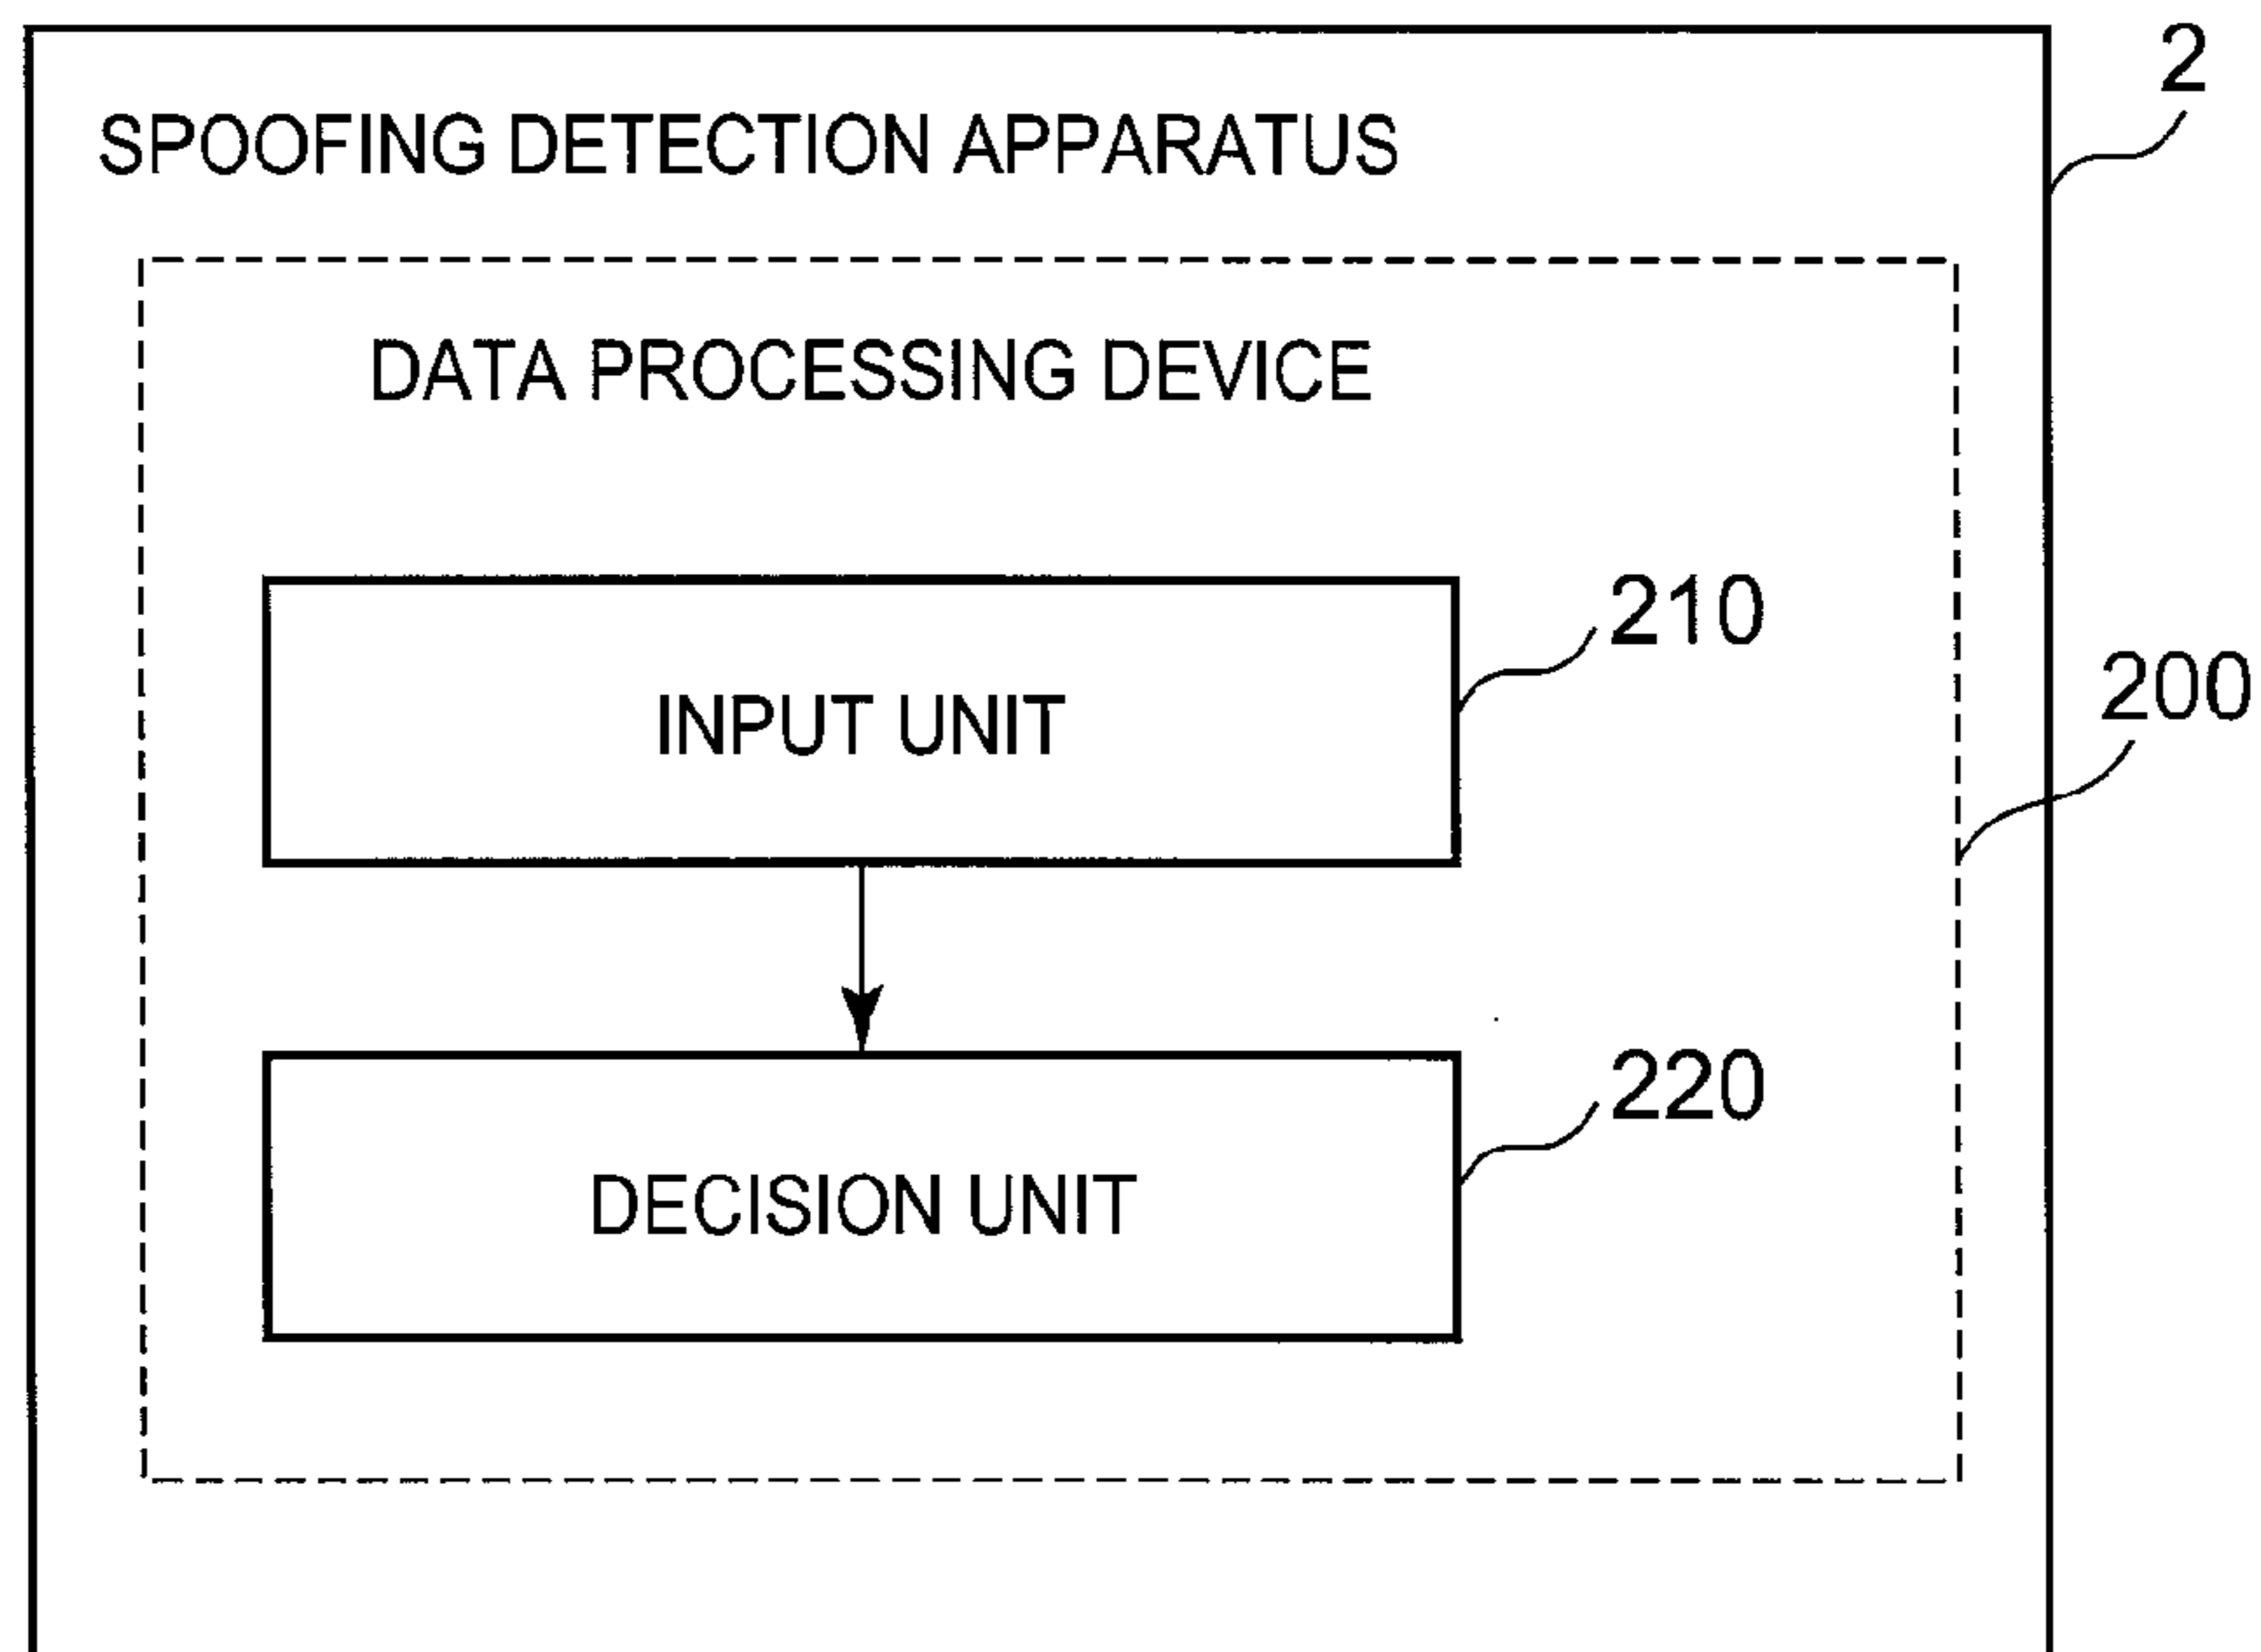 2
SPOOFING DETECTION APPARATUS
DATA PROCESSING DEVICE
210
200
INPUT UNIT
220
DECISION UNIT